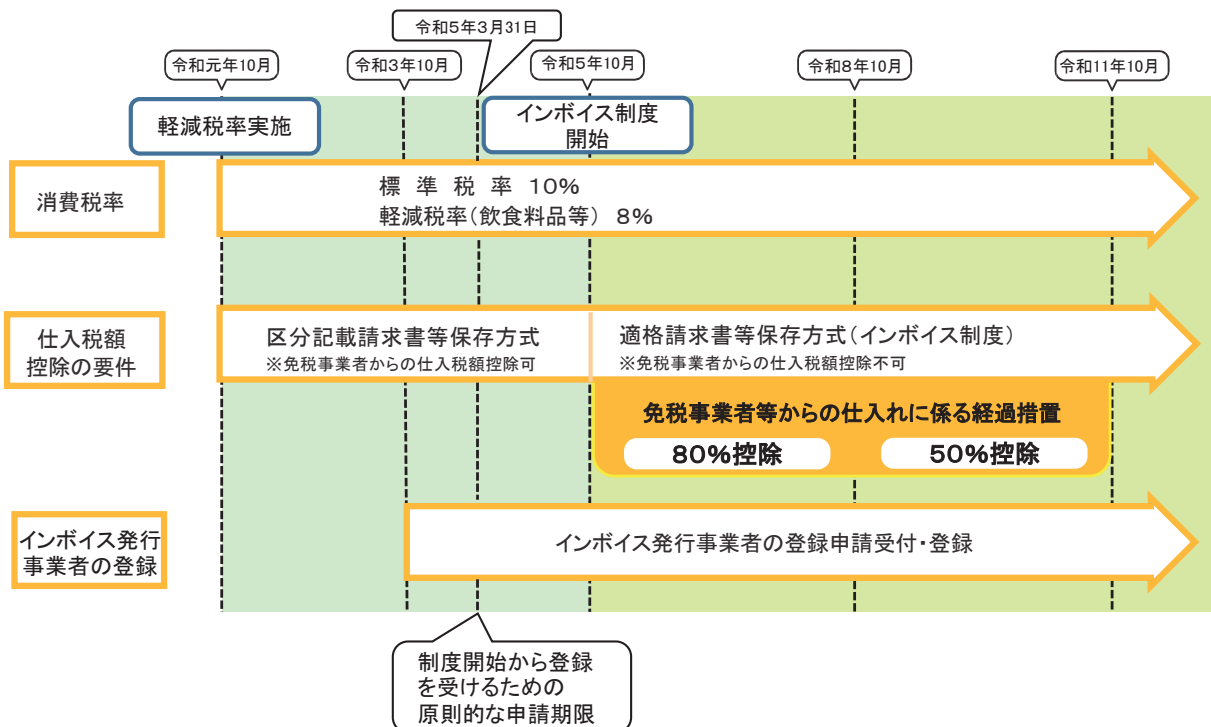 令和5年3月31日
令和元年10月
令和3年10月
令和5年10月
令和8年10月
令和11年10月
軽減税率実施
インボイス制度
開始
消費税率
標 準 税 率 10%
軽減税率(飲食料品等) 8%
仕入税額
控除の要件
区分記載請求書等保存方式
※免税事業者からの仕入税額控除可
適格請求書等保存方式(インボイス制度)
※免税事業者からの仕入税額控除不可
免税事業者等からの仕入れに係る経過措置
80%控除
50%控除
インボイス発行
事業者の登録
インボイス発行事業者の登録申請受付・登録
制度開始から登録
を受けるための
原則的な申請期限